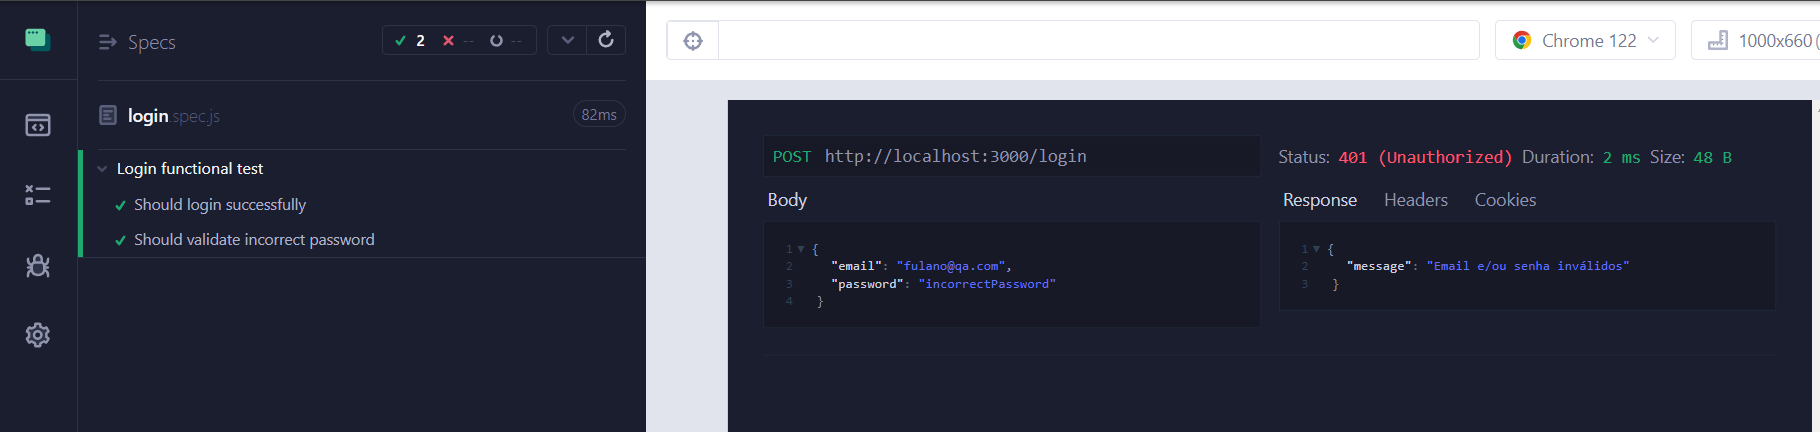 Specs
2 -- --
login.spec.js
82ms
Login functional test
Should login successfully
Should validate incorrect password
Chrome 122
1000x660 (
POST http://localhost:3000/login
Status: 401 (Unauthorized) Duration: 2 ms Size: 48 B
Body
1 {
2 "email": "fulano@qa.com",
3 "password": "incorrectPassword"
4 }
Response Headers Cookies
1 {
2 "message": "Email e/ou senha inválidos"
3 }